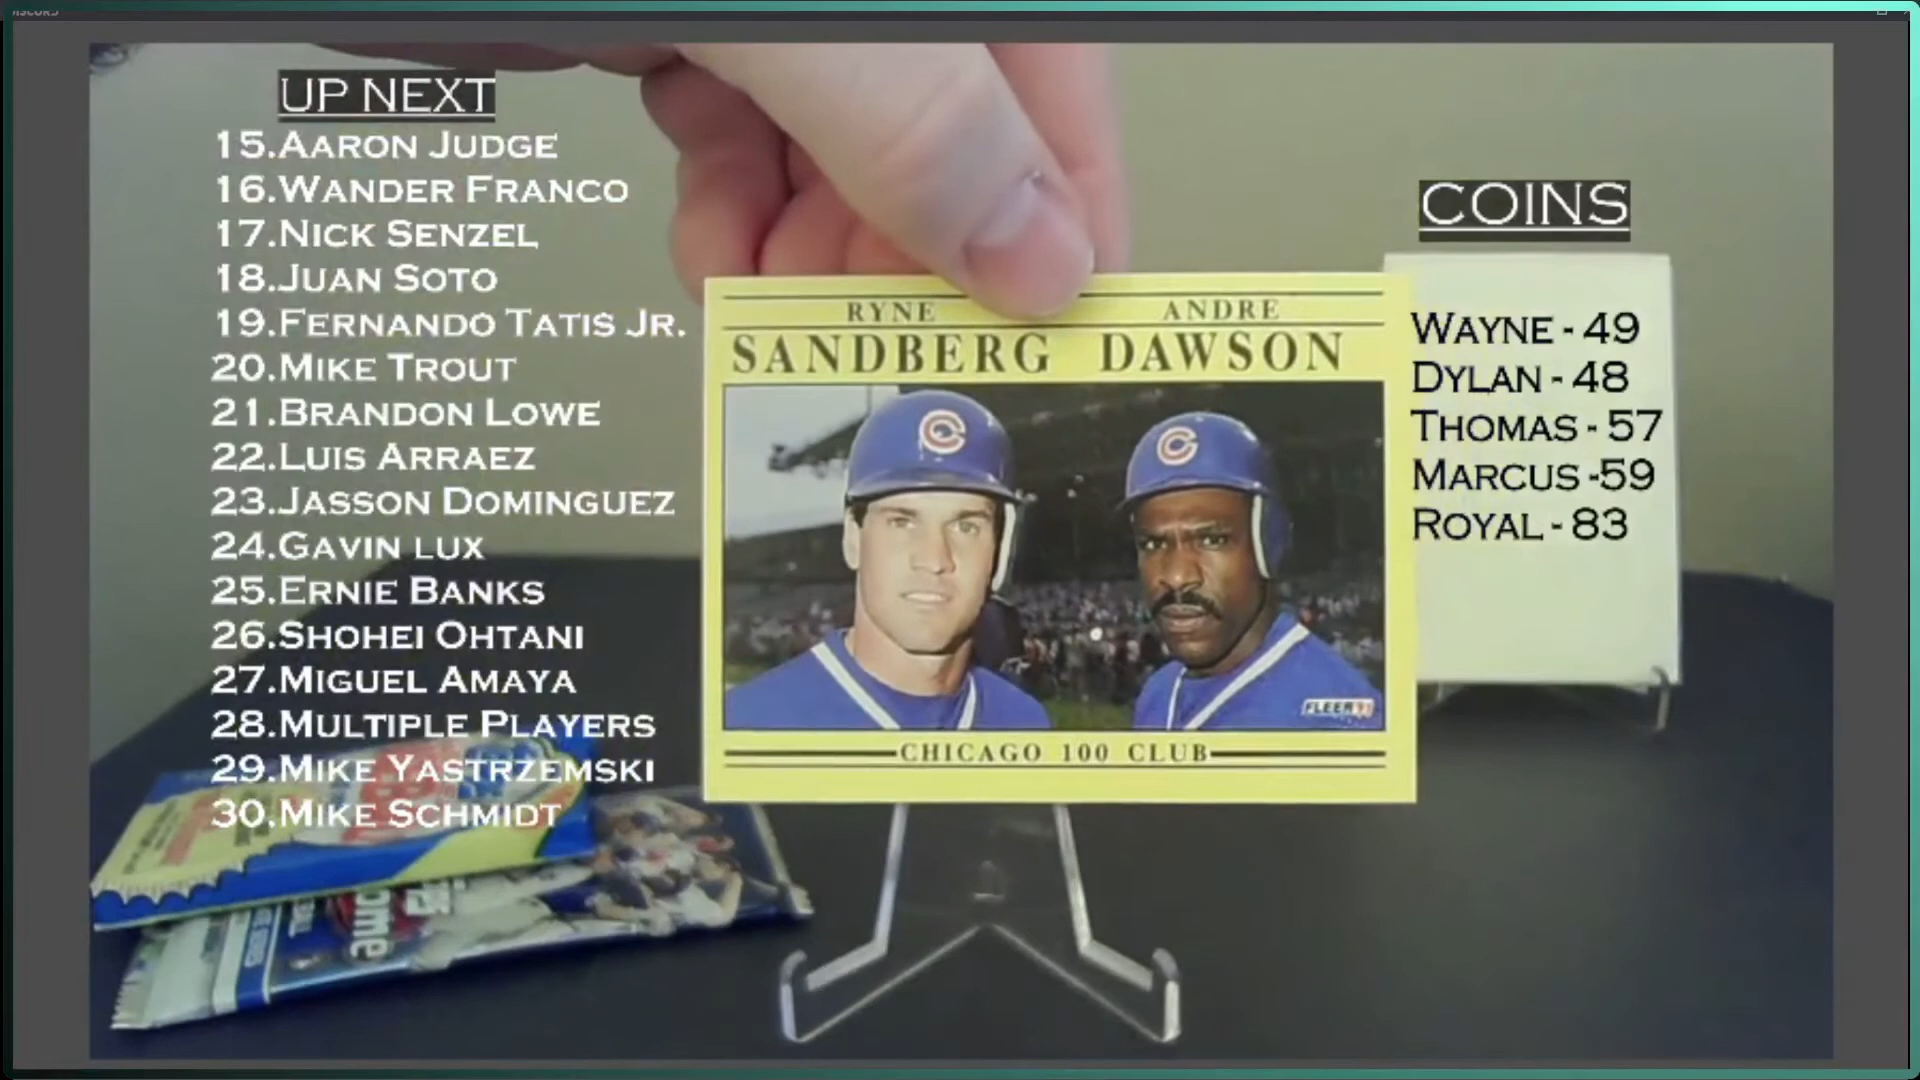 UP NEXT
15.AARON JUDGE
16.WANDER FRANCO
17.NICK SENZEL
18.JUAN SOTO
19.FERNANDO TATIS JR.
20.MIKE TROUT
21.BRANDON LOWE
22.LUIS ARRAEZ
23.JASSON DOMINGUEZ
24.GAVIN LUX
25.ERNIE BANKS
26.SHOHEI OHTANI
27.MIGUEL AMAYA
28.MULTIPLE PLAYERS
29.MIKE YASTRZEMSKI
30.MIKE SCHMIDT
RYNE ANDRE
SANDBERG DAWSON
C
C
FLEER 91
CHICAGO 100 CLUB
COINS
WAYNE - 49
DYLAN - 48
THOMAS - 57
MARCUS -59
ROYAL - 83